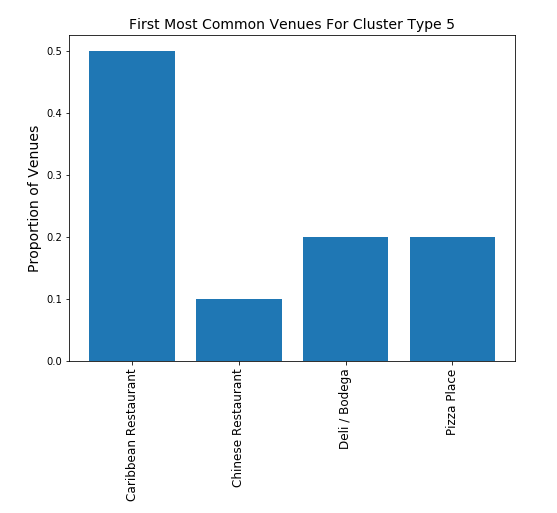 First Most Common Venues For Cluster Type 5
Proportion of Venues
0.5
0.4
0.3
0.2
0.1
0.0
Caribbean Restaurant
Chinese Restaurant
Deli / Bodega
Pizza Place